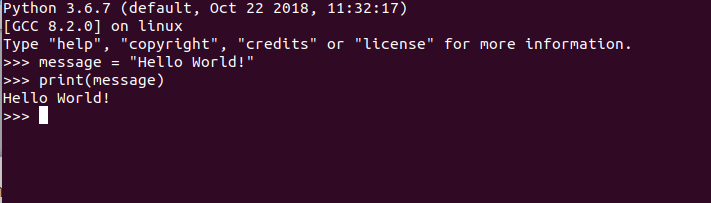 Python 3.6.7 (default, Oct 22 2018, 11:32:17)
[GCC 8.2.0] on linux
Type "help", "copyright", "credits" or "license" for more information.
>>> message = "Hello World!"
>>> print(message)
Hello World!
>>>